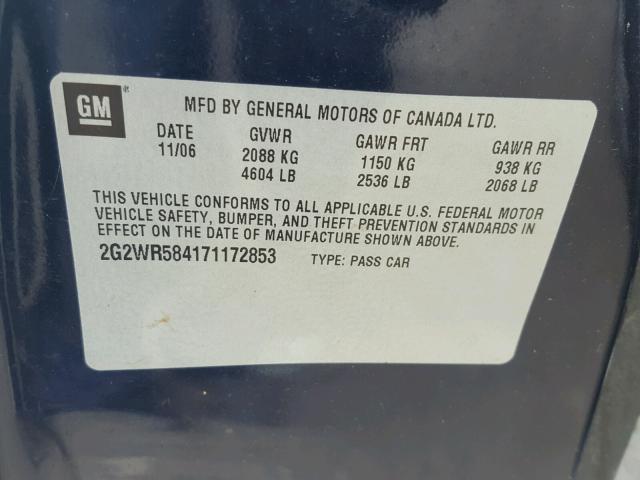 GM®
MFD BY GENERAL MOTORS OF CANADA LTD.
DATE GVWR GAWR FRT GAWR RR
11/06 2088 KG 1150 KG 938 KG
4604 LB 2536 LB 2068 LB
THIS VEHICLE CONFORMS TO ALL APPLICABLE U.S. FEDERAL MOTOR
VEHICLE SAFETY, BUMPER, AND THEFT PREVENTION STANDARDS IN
EFFECT ON THE DATE OF MANUFACTURE SHOWN ABOVE.
2G2WR584171172853 TYPE: PASS CAR